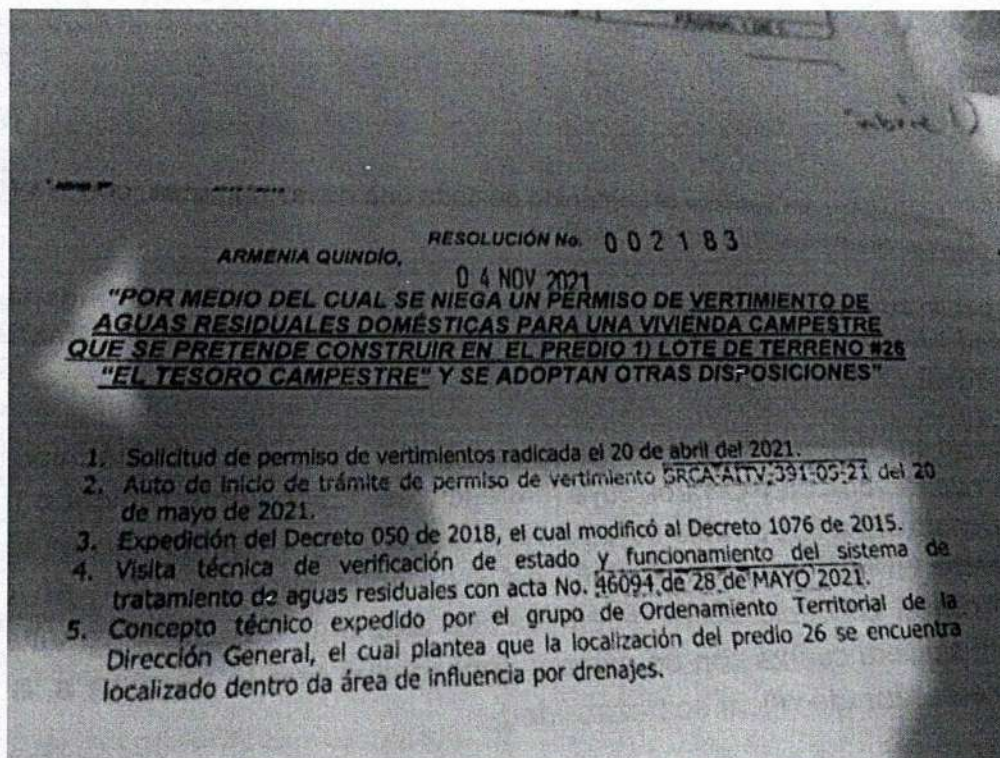 RESOLUCIÓN No. 002183
ARMENIA QUINDÍO,
04 NOV 2021
"POR MEDIO DEL CUAL SE NIEGA UN PERMISO DE VERTIMIENTO DE
AGUAS RESIDUALES DOMÉSTICAS PARA UNA VIVIENDA CAMPESTRE
QUE SE PRETENDE CONSTRUIR EN EL PREDIO 1) LOTE DE TERRENO #26
"EL TESORO CAMPESTRE" Y SE ADOPTAN OTRAS DISPOSICIONES"
1. Solicitud de permiso de vertimientos radicada el 20 de abril del 2021.
2. Auto de inicio de trámite de permiso de vertimiento SRCA-AITV-391-05-21 del 20
de mayo de 2021.
3. Expedición del Decreto 050 de 2018, el cual modificó al Decreto 1076 de 2015.
4. Visita técnica de verificación de estado y funcionamiento del sistema de
tratamiento de aguas residuales con acta No. 46094 de 28 de MAYO 2021.
5. Concepto técnico expedido por el grupo de Ordenamiento Territorial de la
Dirección General, el cual plantea que la localización del predio 26 se encuentra
localizado dentro da área de influencia por drenajes.